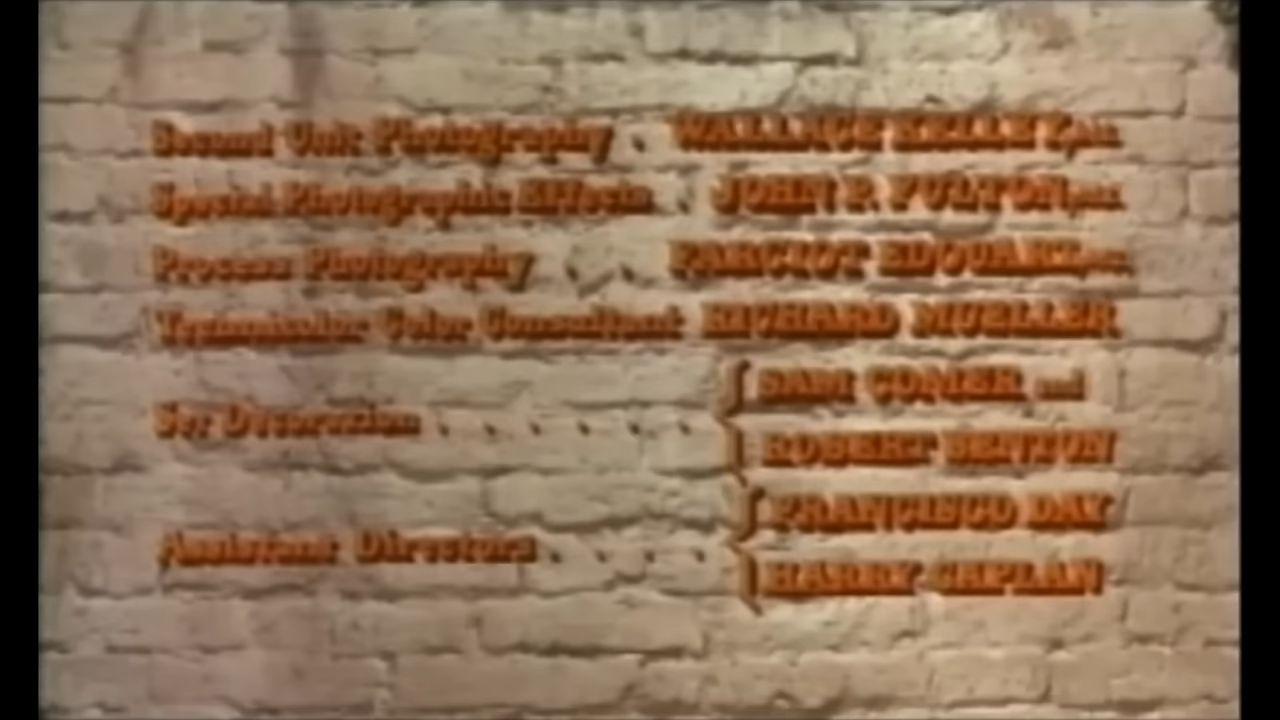 Second Unit Photography . WALLACE KELLEY, A.S.C.
Special Photographic Effects . JOHN P. FULTON, A.S.C.
Process Photography . . FARCIOT EDOUART, A.S.C.
Technicolor Color Consultant RICHARD MUELLER
SAM COMER and
Set Decoration . . . . . .
ROBERT BENTON
FRANCISCO DAY
Assistant Directors . . . .
HARRY CAPLAN